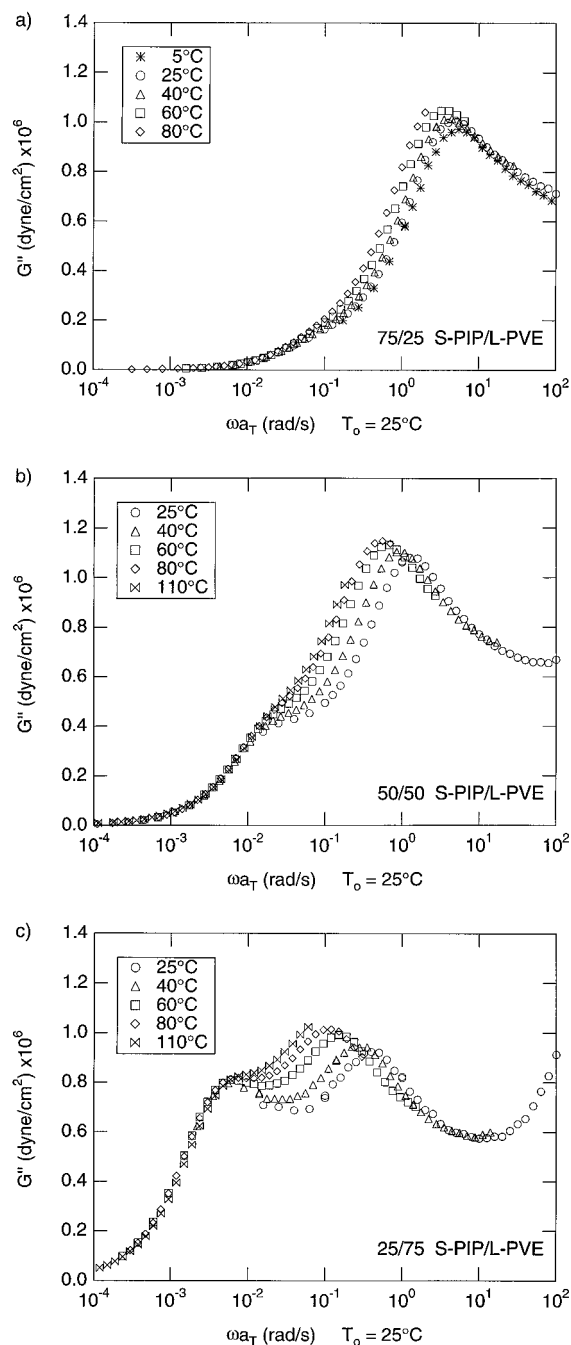 a)
1.4
1.2
1.0
0.8
0.6
0.4
0.2
0.0
G" (dyne/cm²) x10⁶
5°C
25°C
40°C
60°C
80°C
75/25 S-PIP/L-PVE
10⁻⁴ 10⁻³ 10⁻² 10⁻¹ 10⁰ 10¹ 10²
ωa_T (rad/s) T_o = 25°C
b)
1.4
1.2
1.0
0.8
0.6
0.4
0.2
0.0
G" (dyne/cm²) x10⁶
25°C
40°C
60°C
80°C
110°C
50/50 S-PIP/L-PVE
10⁻⁴ 10⁻³ 10⁻² 10⁻¹ 10⁰ 10¹ 10²
ωa_T (rad/s) T_o = 25°C
c)
1.4
1.2
1.0
0.8
0.6
0.4
0.2
0.0
G" (dyne/cm²) x10⁶
25°C
40°C
60°C
80°C
110°C
25/75 S-PIP/L-PVE
10⁻⁴ 10⁻³ 10⁻² 10⁻¹ 10⁰ 10¹ 10²
ωa_T (rad/s) T_o = 25°C